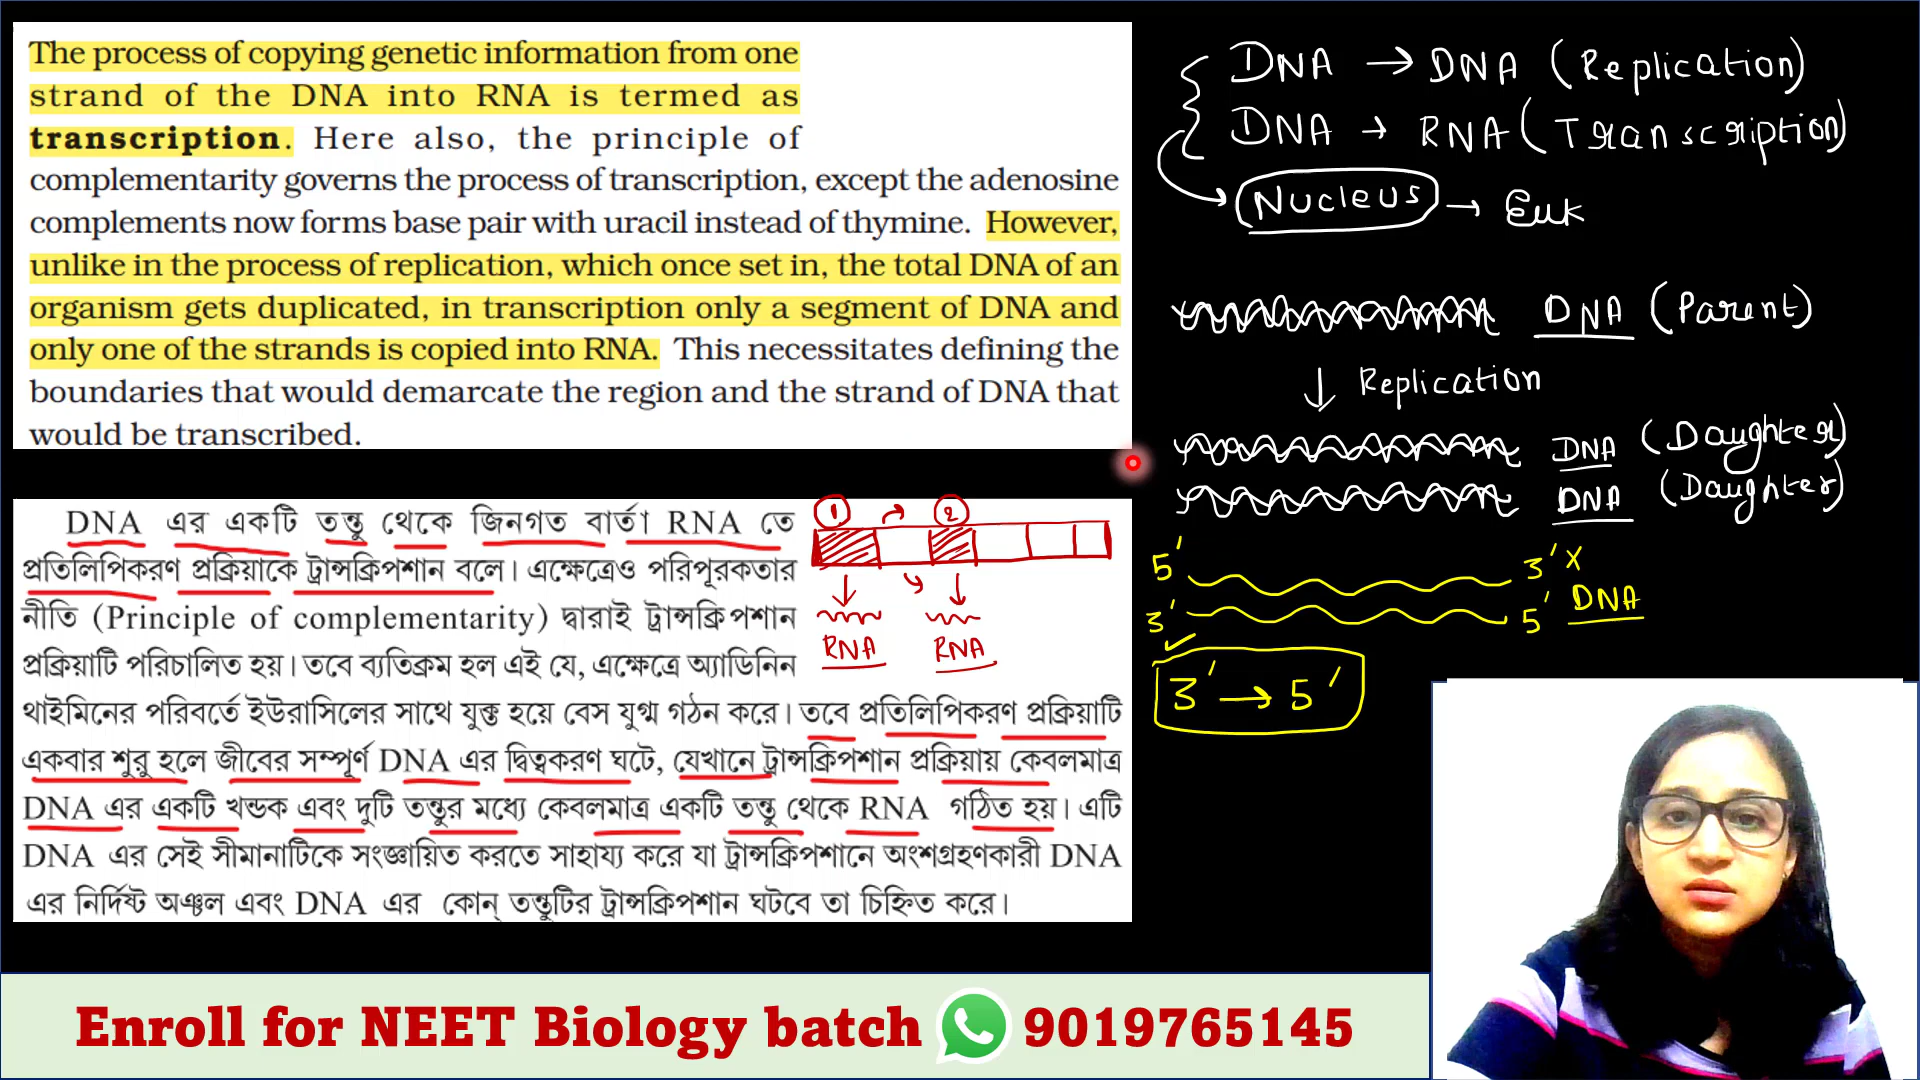 The process of copying genetic information from one
strand of the DNA into RNA is termed as
transcription. Here also, the principle of
complementarity governs the process of transcription, except the adenosine
complements now forms base pair with uracil instead of thymine. However,
unlike in the process of replication, which once set in, the total DNA of an
organism gets duplicated, in transcription only a segment of DNA and
only one of the strands is copied into RNA. This necessitates defining the
boundaries that would demarcate the region and the strand of DNA that
would be transcribed.
DNA এর একটি তন্তু থেকে জিনগত বার্তা RNA তে
প্রতিলিপিকরণ প্রক্রিয়াকে ট্রান্সক্রিপশান বলে। এক্ষেত্রেও পরিপূরকতার
নীতি (Principle of complementarity) দ্বারাই ট্রান্সক্রিপশান
প্রক্রিয়াটি পরিচালিত হয়। তবে ব্যতিক্রম হল এই যে, এক্ষেত্রে অ্যাডিনিন
থাইমিনের পরিবর্তে ইউরাসিলের সাথে যুক্ত হয়ে বেস যুগ্ম গঠন করে। তবে প্রতিলিপিকরণ প্রক্রিয়াটি
একবার শুরু হলে জীবের সম্পূর্ণ DNA এর দ্বিত্বকরণ ঘটে, যেখানে ট্রান্সক্রিপশান প্রক্রিয়ায় কেবলমাত্র
DNA এর একটি খন্ডক এবং দুটি তন্তুর মধ্যে কেবলমাত্র একটি তন্তু থেকে RNA গঠিত হয়। এটি
DNA এর সেই সীমানাটিকে সংজ্ঞায়িত করতে সাহায্য করে যা ট্রান্সক্রিপশানে অংশগ্রহণকারী DNA
এর নির্দিষ্ট অঞ্চল এবং DNA এর কোন্ তন্তুটির ট্রান্সক্রিপশান ঘটবে তা চিহ্নিত করে।
1 2
RNA RNA
DNA → DNA (Replication)
DNA → RNA (Transcription)
Nucleus → Euk
DNA (Parent)
↓ Replication
DNA (Daughter)
DNA (Daughter)
5' 3' X
3' 5' DNA
3' → 5'
Enroll for NEET Biology batch 9019765145